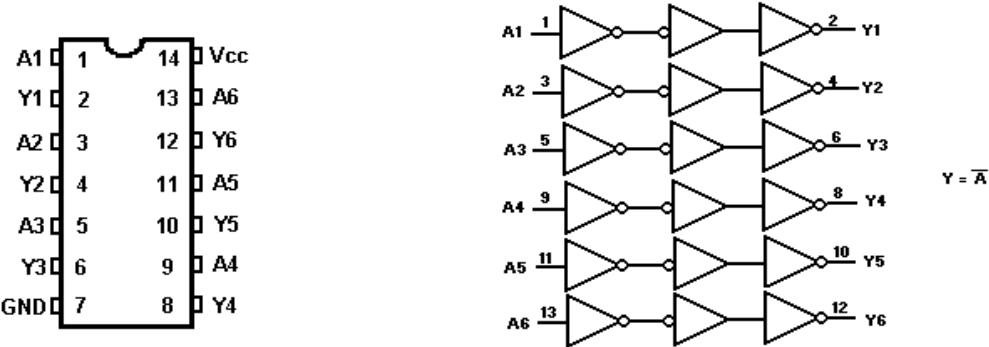 A1 1 14 Vcc
Y1 2 13 A6
A2 3 12 Y6
Y2 4 11 A5
A3 5 10 Y5
Y3 6 9 A4
GND 7 8 Y4
A1 1 2 Y1
A2 3 4 Y2
A3 5 6 Y3
A4 9 8 Y4
A5 11 10 Y5
A6 13 12 Y6
Y = A̅